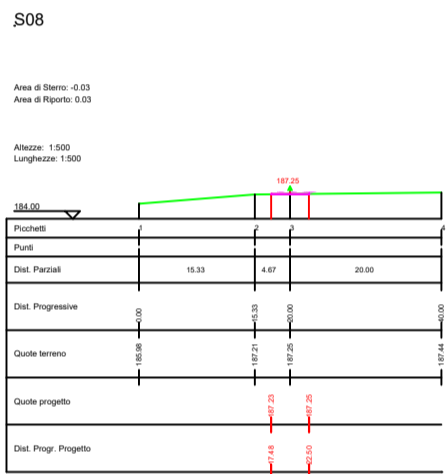 S08
Area di Sterro: -0.03
Area di Riporto: 0.03
Altezze: 1:500
Lunghezze: 1:500
187.25
184.00
Picchetti 1 2 3 4
Punti
Dist. Parziali 15.33 4.67 20.00
Dist. Progressive 0.00 15.33 20.00 40.00
Quote terreno 185.98 187.21 187.25 187.44
Quote progetto 187.23 187.25
Dist. Progr. Progetto 17.48 22.50